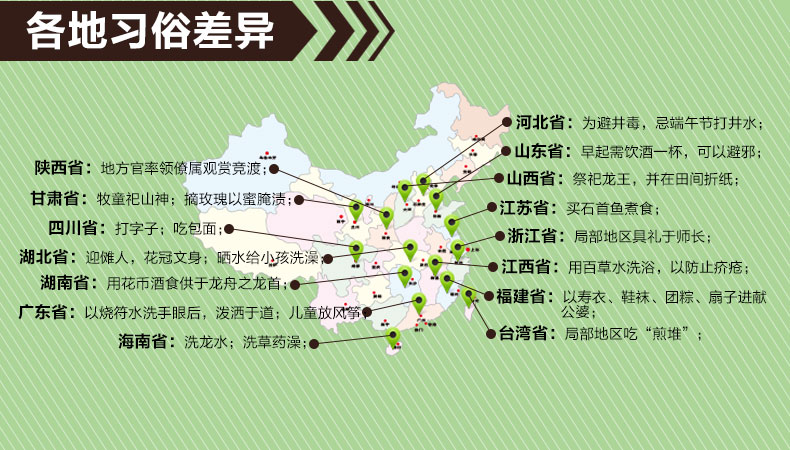 各地习俗差异
陕西省：地方官率领僚属观赏竞渡；
甘肃省：牧童祀山神；摘玫瑰以蜜腌渍；
四川省：打字子；吃包面；
湖北省：迎傩人，花冠文身；晒水给小孩洗澡；
湖南省：用花币酒食供于龙舟之龙首；
广东省：以烧符水洗手眼后，泼洒于道；儿童放风筝；
海南省：洗龙水；洗草药澡；
河北省：为避井毒，忌端午节打井水；
山东省：早起需饮酒一杯，可以避邪；
山西省：祭祀龙王，并在田间折纸；
江苏省：买石首鱼煮食；
浙江省：局部地区具礼于师长；
江西省：用百草水洗浴，以防止疥疮；
福建省：以寿衣、鞋袜、团粽、扇子进献
公婆；
台湾省：局部地区吃“煎堆”；